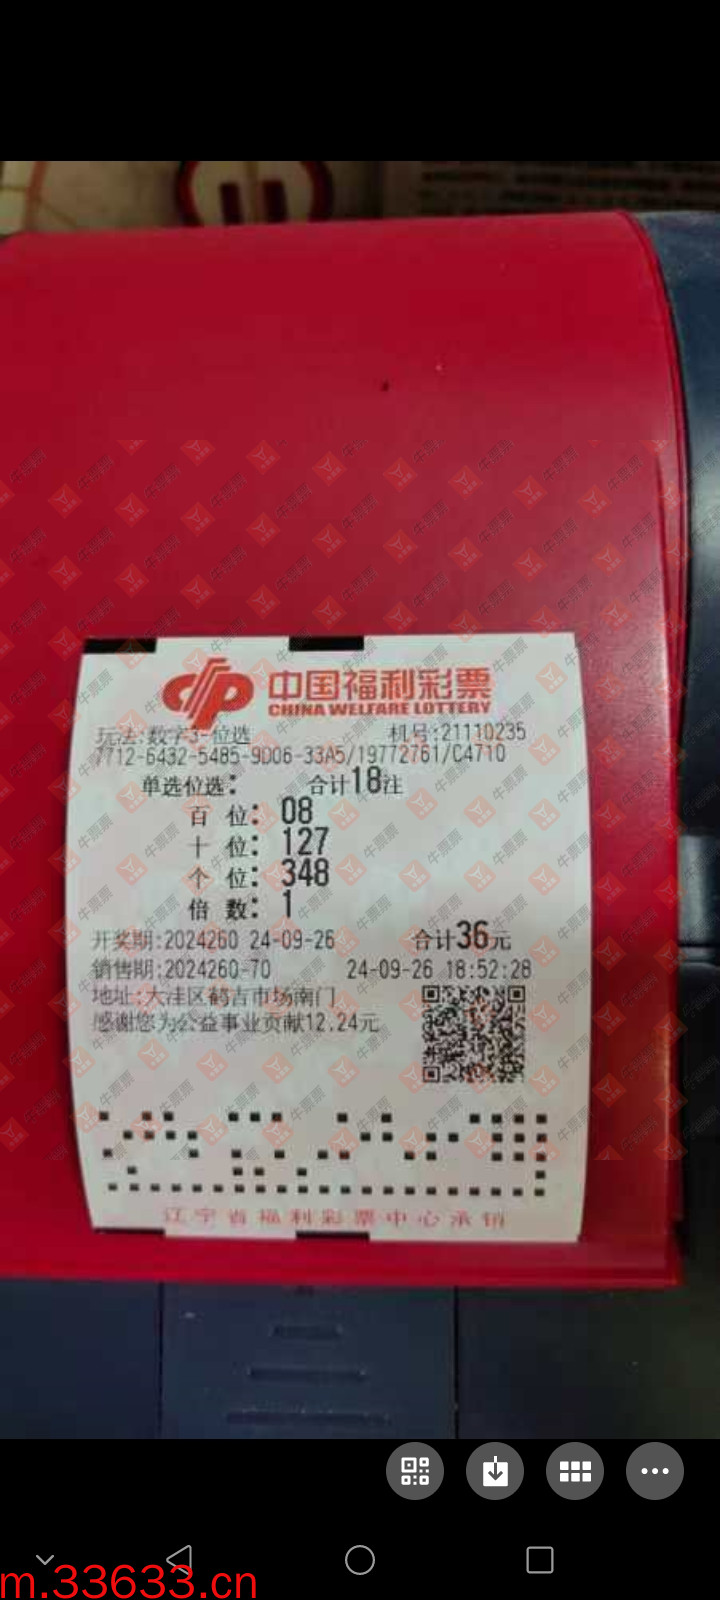 中国福利彩票
CHINA WELFARE LOTTERY
玩法:数字3-位选 机号:21110235
7712-6432-5485-9D06-33A5/19772761/C4710
单选位选: 合计18注
百 位: 08
十 位: 127
个 位: 348
倍 数: 1
开奖期:2024260 24-09-26 合计36元
销售期:2024260-70 24-09-26 18:52:28
地址:大洼区鹤吉市场南门
感谢您为公益事业贡献12.24元
辽宁省福利彩票中心承销
牛票票
m.33633.cn